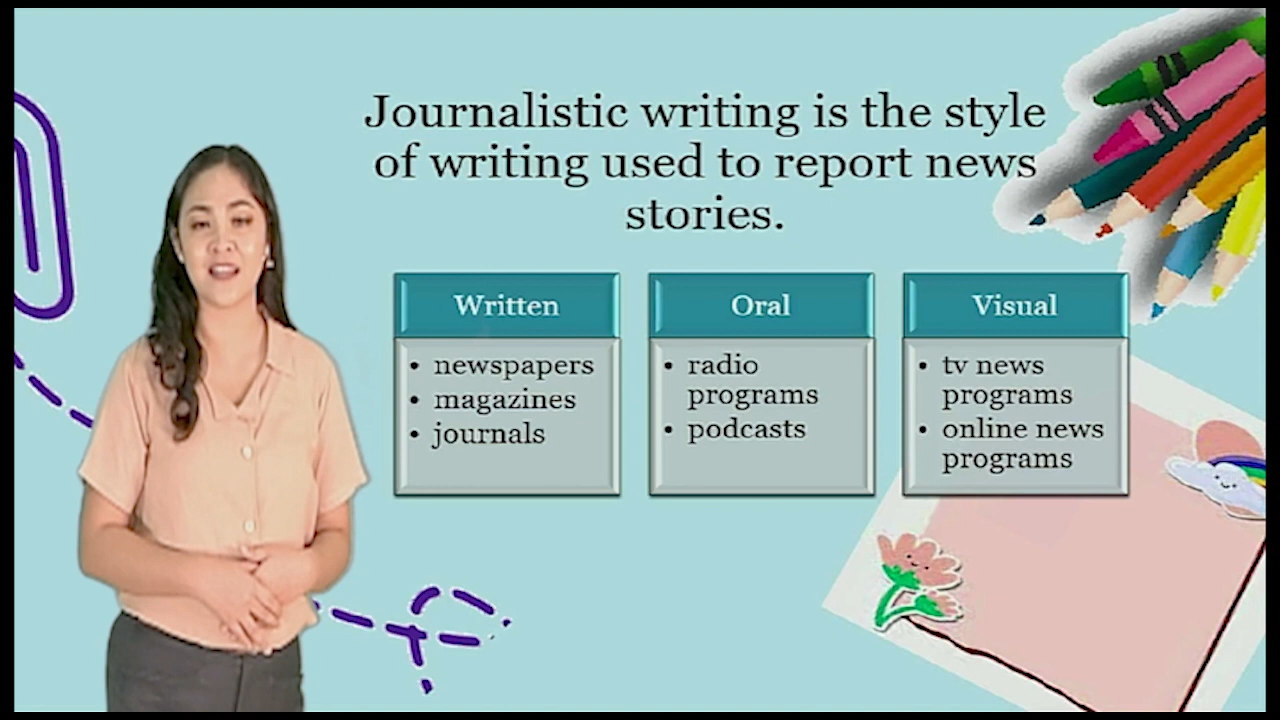 Journalistic writing is the style
of writing used to report news
stories.
Written
• newspapers
• magazines
• journals
Oral
• radio
programs
• podcasts
Visual
• tv news
programs
• online news
programs